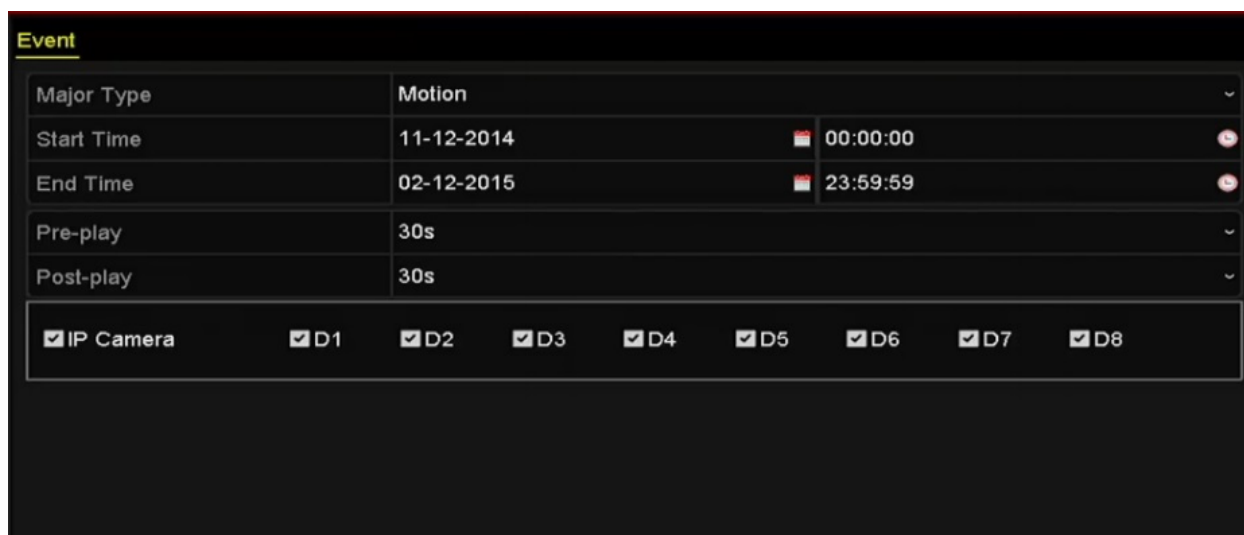 Event
Major Type Motion
Start Time 11-12-2014 00:00:00
End Time 02-12-2015 23:59:59
Pre-play 30s
Post-play 30s
IP Camera D1 D2 D3 D4 D5 D6 D7 D8